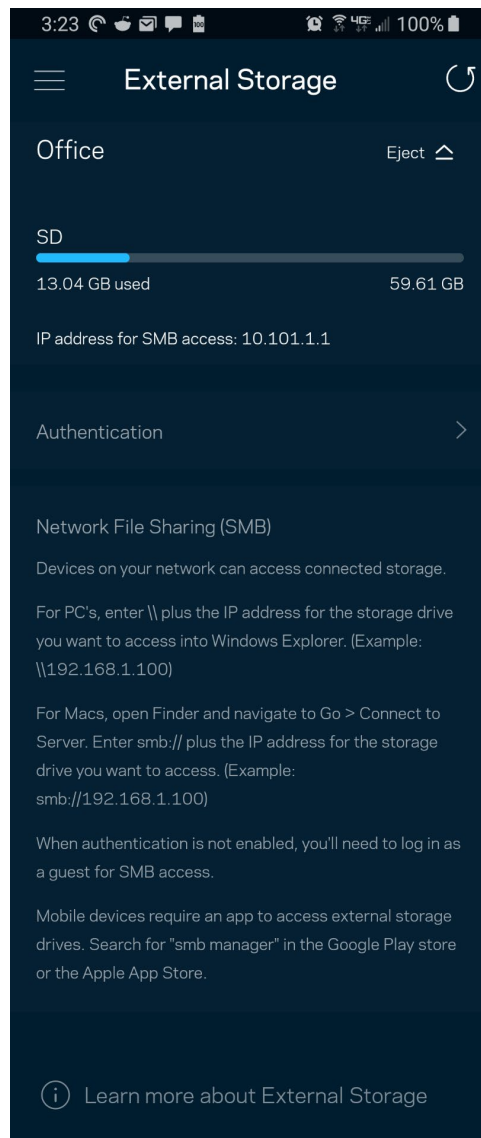 3:23 100 4GE 100%
External Storage
Office Eject
SD
13.04 GB used 59.61 GB
IP address for SMB access: 10.101.1.1
Authentication
Network File Sharing (SMB)
Devices on your network can access connected storage.
For PC's, enter \\ plus the IP address for the storage drive
you want to access into Windows Explorer. (Example:
\\192.168.1.100)
For Macs, open Finder and navigate to Go > Connect to
Server. Enter smb:// plus the IP address for the storage
drive you want to access. (Example:
smb://192.168.1.100)
When authentication is not enabled, you'll need to log in as
a guest for SMB access.
Mobile devices require an app to access external storage
drives. Search for "smb manager" in the Google Play store
or the Apple App Store.
Learn more about External Storage